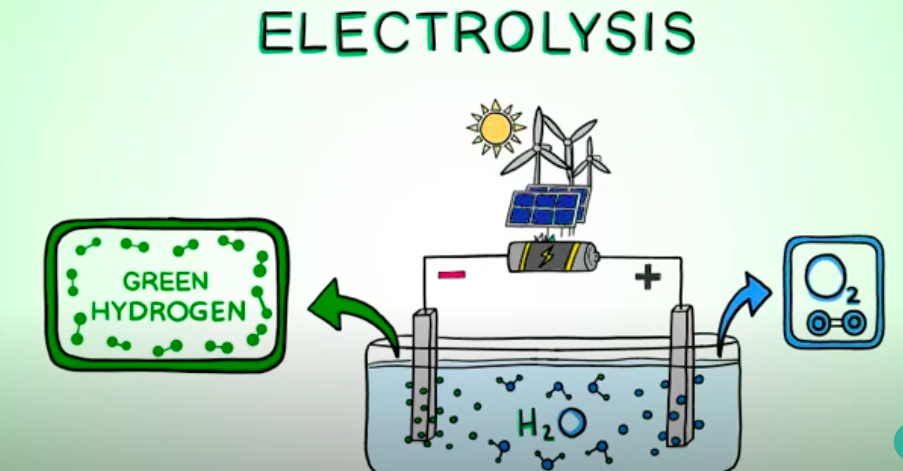 ELECTROLYSIS
GREEN
HYDROGEN
−
+
O2
H2O